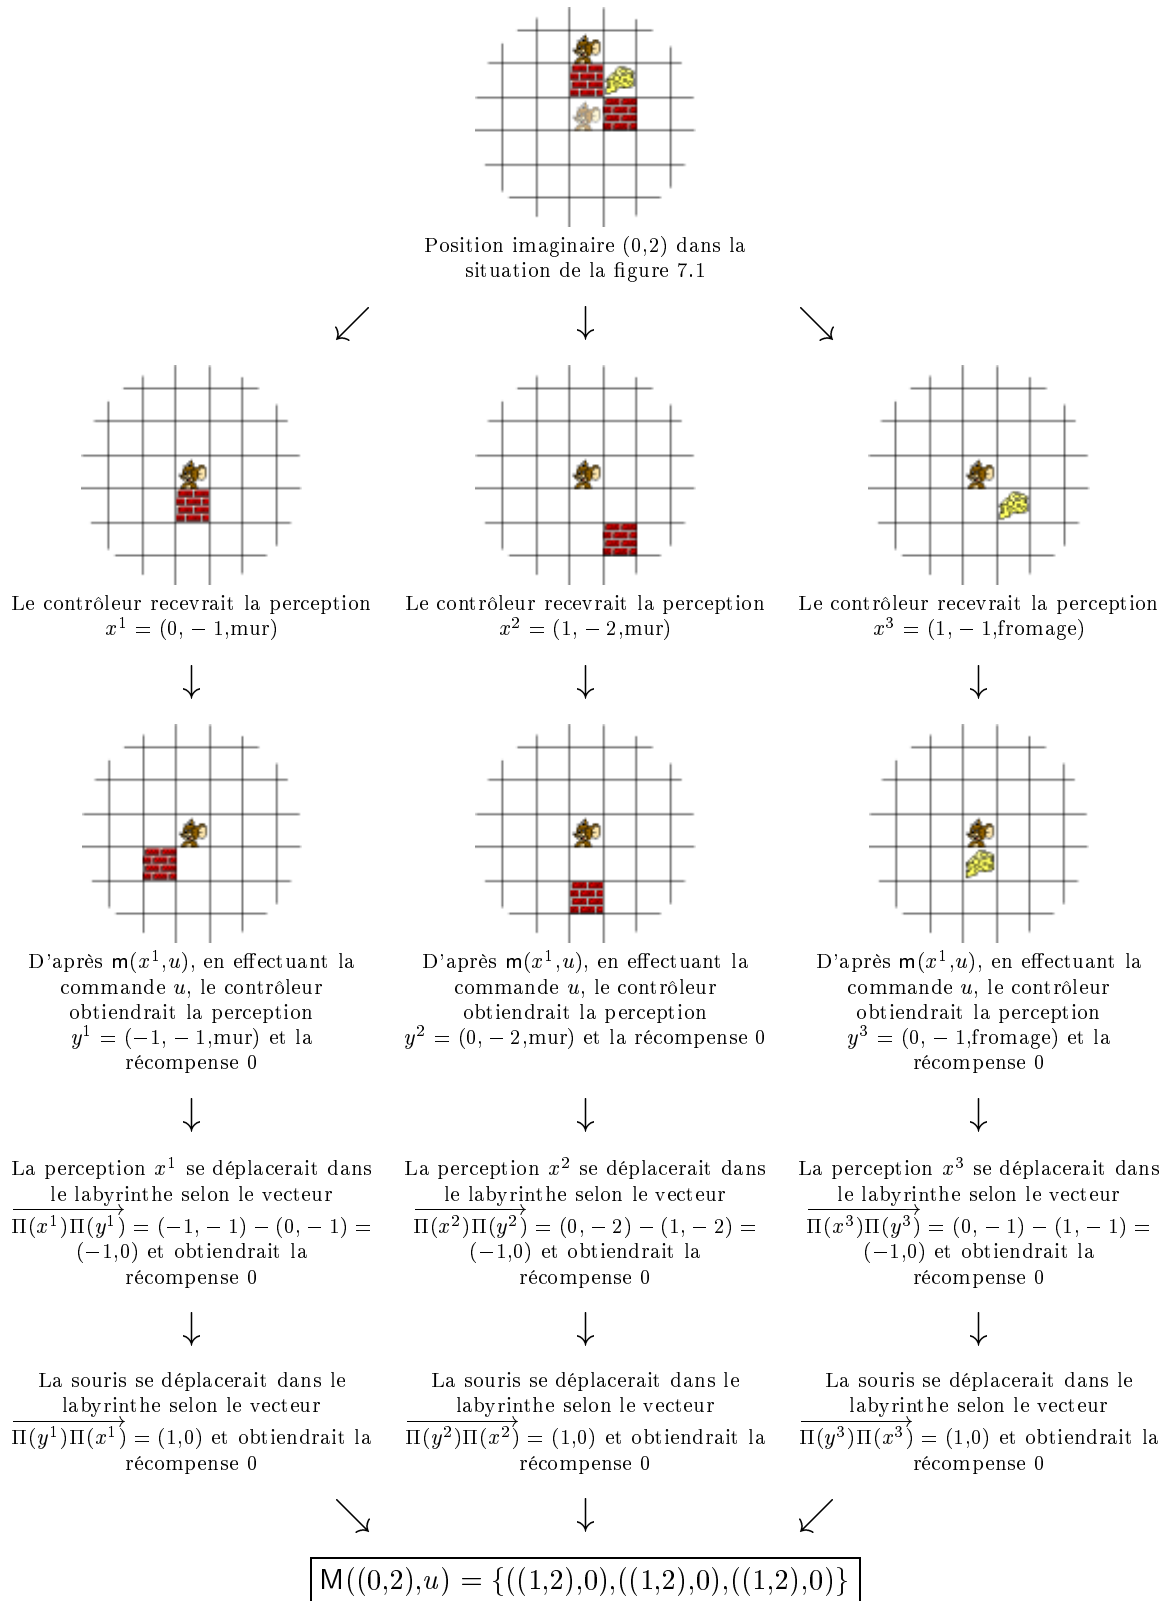 Position imaginaire (0,2) dans la
situation de la figure 7.1
↙ ↓ ↘
Le contrôleur recevrait la perception
x¹ = (0, − 1,mur)
Le contrôleur recevrait la perception
x² = (1, − 2,mur)
Le contrôleur recevrait la perception
x³ = (1, − 1,fromage)
↓ ↓ ↓
D'après m(x¹,u), en effectuant la
commande u, le contrôleur
obtiendrait la perception
y¹ = (−1, − 1,mur) et la
récompense 0
D'après m(x¹,u), en effectuant la
commande u, le contrôleur
obtiendrait la perception
y² = (0, − 2,mur) et la récompense 0
D'après m(x¹,u), en effectuant la
commande u, le contrôleur
obtiendrait la perception
y³ = (0, − 1,fromage) et la
récompense 0
↓ ↓ ↓
La perception x¹ se déplacerait dans
le labyrinthe selon le vecteur
Π(x¹)Π(y¹) = (−1, − 1) − (0, − 1) =
(−1,0) et obtiendrait la
récompense 0
La perception x² se déplacerait dans
le labyrinthe selon le vecteur
Π(x²)Π(y²) = (0, − 2) − (1, − 2) =
(−1,0) et obtiendrait la
récompense 0
La perception x³ se déplacerait dans
le labyrinthe selon le vecteur
Π(x³)Π(y³) = (0, − 1) − (1, − 1) =
(−1,0) et obtiendrait la
récompense 0
↓ ↓ ↓
La souris se déplacerait dans le
labyrinthe selon le vecteur
Π(y¹)Π(x¹) = (1,0) et obtiendrait la
récompense 0
La souris se déplacerait dans le
labyrinthe selon le vecteur
Π(y²)Π(x²) = (1,0) et obtiendrait la
récompense 0
La souris se déplacerait dans le
labyrinthe selon le vecteur
Π(y³)Π(x³) = (1,0) et obtiendrait la
récompense 0
↘ ↓ ↙
M((0,2),u) = {((1,2),0),((1,2),0),((1,2),0)}